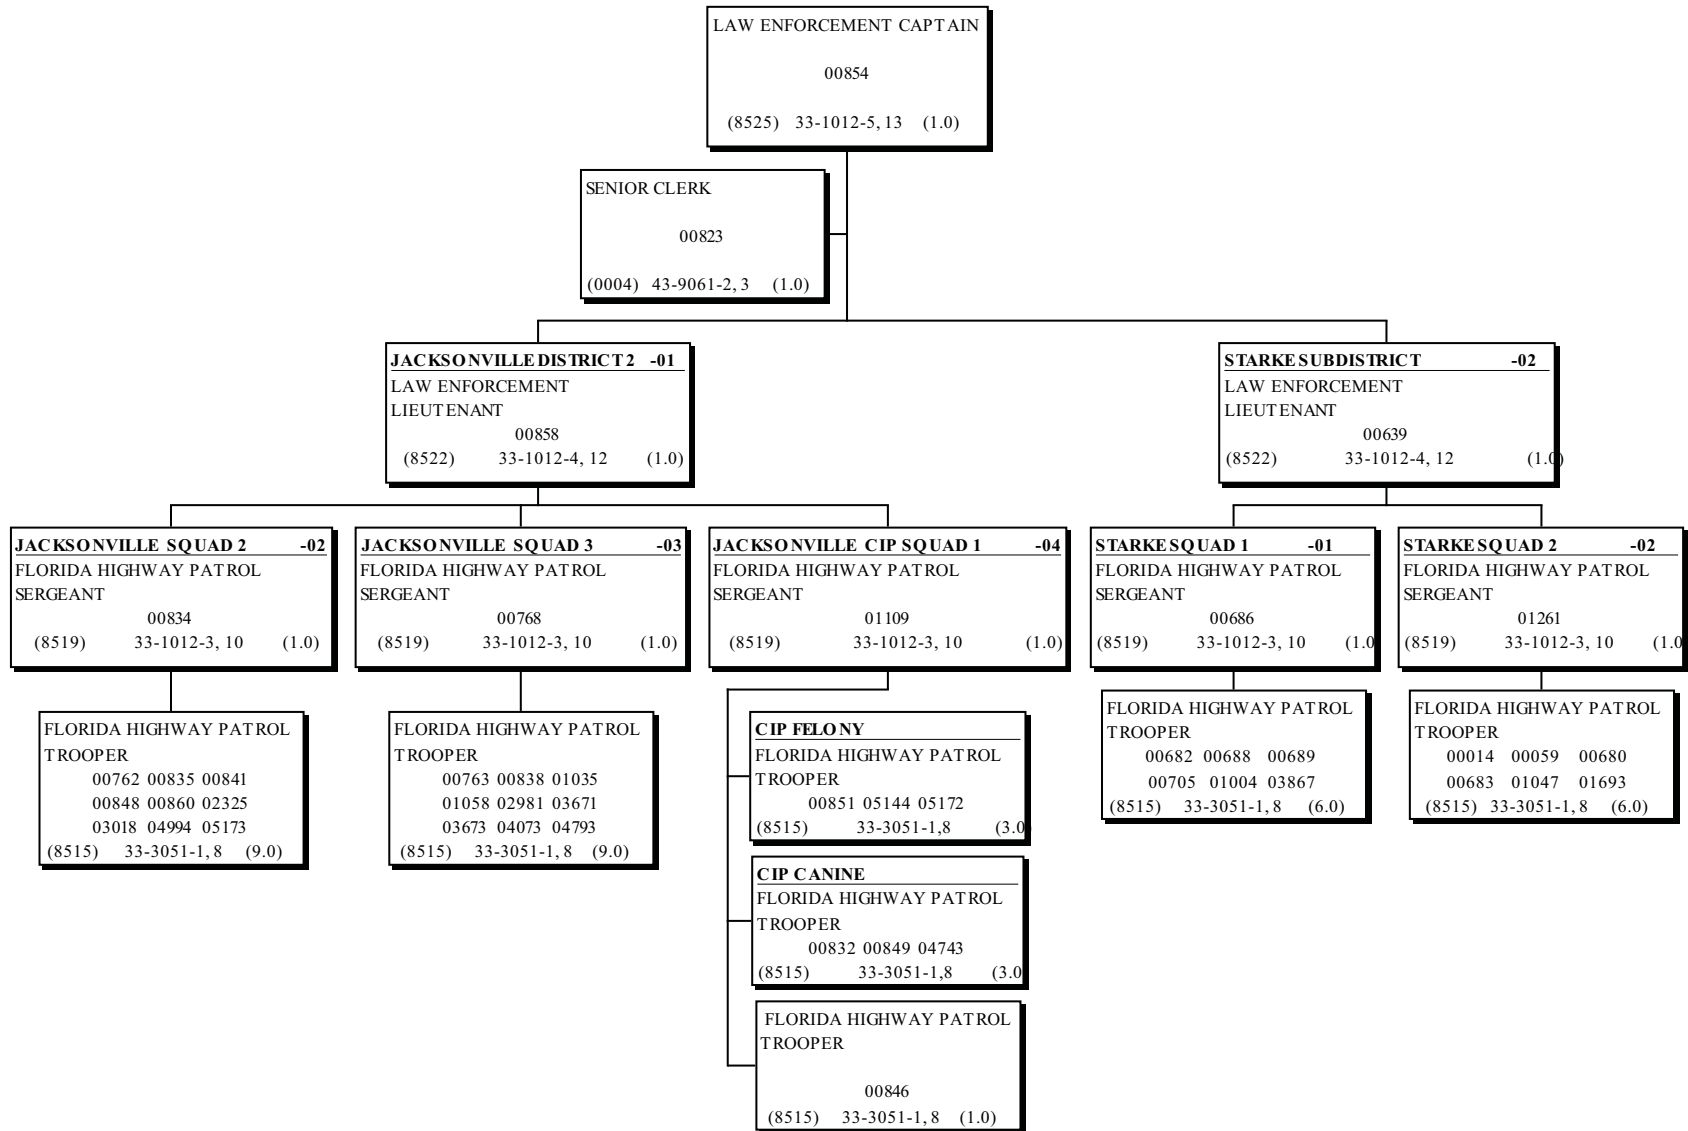 LAW ENFORCEMENT CAPTAIN
00854
(8525) 33-1012-5, 13 (1.0)
SENIOR CLERK
00823
(0004) 43-9061-2, 3 (1.0)
JACKSONVILLE DISTRICT 2 -01
LAW ENFORCEMENT
LIEUTENANT
00858
(8522) 33-1012-4, 12 (1.0)
STARKE SUBDISTRICT -02
LAW ENFORCEMENT
LIEUTENANT
00639
(8522) 33-1012-4, 12 (1.0)
JACKSONVILLE SQUAD 2 -02
FLORIDA HIGHWAY PATROL
SERGEANT
00834
(8519) 33-1012-3, 10 (1.0)
JACKSONVILLE SQUAD 3 -03
FLORIDA HIGHWAY PATROL
SERGEANT
00768
(8519) 33-1012-3, 10 (1.0)
JACKSONVILLE CIP SQUAD 1 -04
FLORIDA HIGHWAY PATROL
SERGEANT
01109
(8519) 33-1012-3, 10 (1.0)
STARKE SQUAD 1 -01
FLORIDA HIGHWAY PATROL
SERGEANT
00686
(8519) 33-1012-3, 10 (1.0
STARKE SQUAD 2 -02
FLORIDA HIGHWAY PATROL
SERGEANT
01261
(8519) 33-1012-3, 10 (1.0
FLORIDA HIGHWAY PATROL
TROOPER
00762 00835 00841
00848 00860 02325
03018 04994 05173
(8515) 33-3051-1, 8 (9.0)
FLORIDA HIGHWAY PATROL
TROOPER
00763 00838 01035
01058 02981 03671
03673 04073 04793
(8515) 33-3051-1, 8 (9.0)
CIP FELONY
FLORIDA HIGHWAY PATROL
TROOPER
00851 05144 05172
(8515) 33-3051-1,8 (3.0
CIP CANINE
FLORIDA HIGHWAY PATROL
TROOPER
00832 00849 04743
(8515) 33-3051-1,8 (3.0
FLORIDA HIGHWAY PATROL
TROOPER
00846
(8515) 33-3051-1, 8 (1.0)
FLORIDA HIGHWAY PATROL
TROOPER
00682 00688 00689
00705 01004 03867
(8515) 33-3051-1, 8 (6.0)
FLORIDA HIGHWAY PATROL
TROOPER
00014 00059 00680
00683 01047 01693
(8515) 33-3051-1, 8 (6.0)